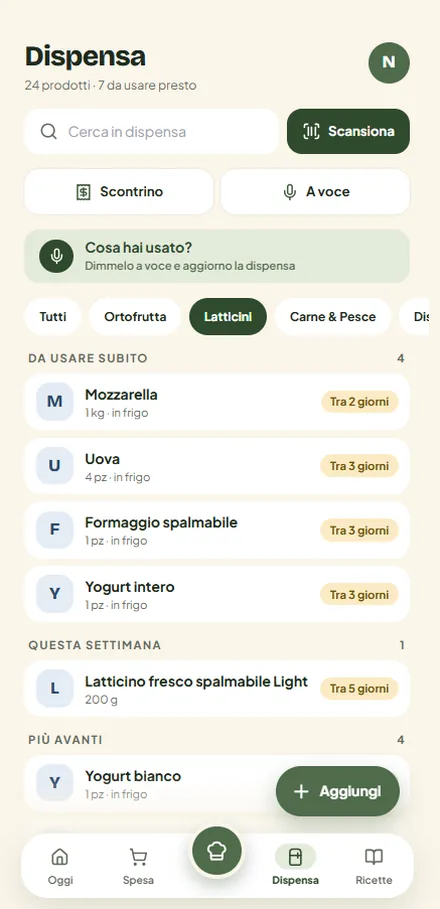 Dispensa
N
24 prodotti · 7 da usare presto
Cerca in dispensa
Scansiona
Scontrino
A voce
Cosa hai usato?
Dimmelo a voce e aggiorno la dispensa
Tutti
Ortofrutta
Latticini
Carne & Pesce
DA USARE SUBITO
4
M
Mozzarella
1 kg · in frigo
Tra 2 giorni
U
Uova
4 pz · in frigo
Tra 3 giorni
F
Formaggio spalmabile
1 pz · in frigo
Tra 3 giorni
Y
Yogurt intero
1 pz · in frigo
Tra 3 giorni
QUESTA SETTIMANA
1
L
Latticino fresco spalmabile Light
200 g
Tra 5 giorni
PIÙ AVANTI
4
Y
Yogurt bianco
1 pz · in frigo
Aggiungi
Oggi
Spesa
Dispensa
Ricette